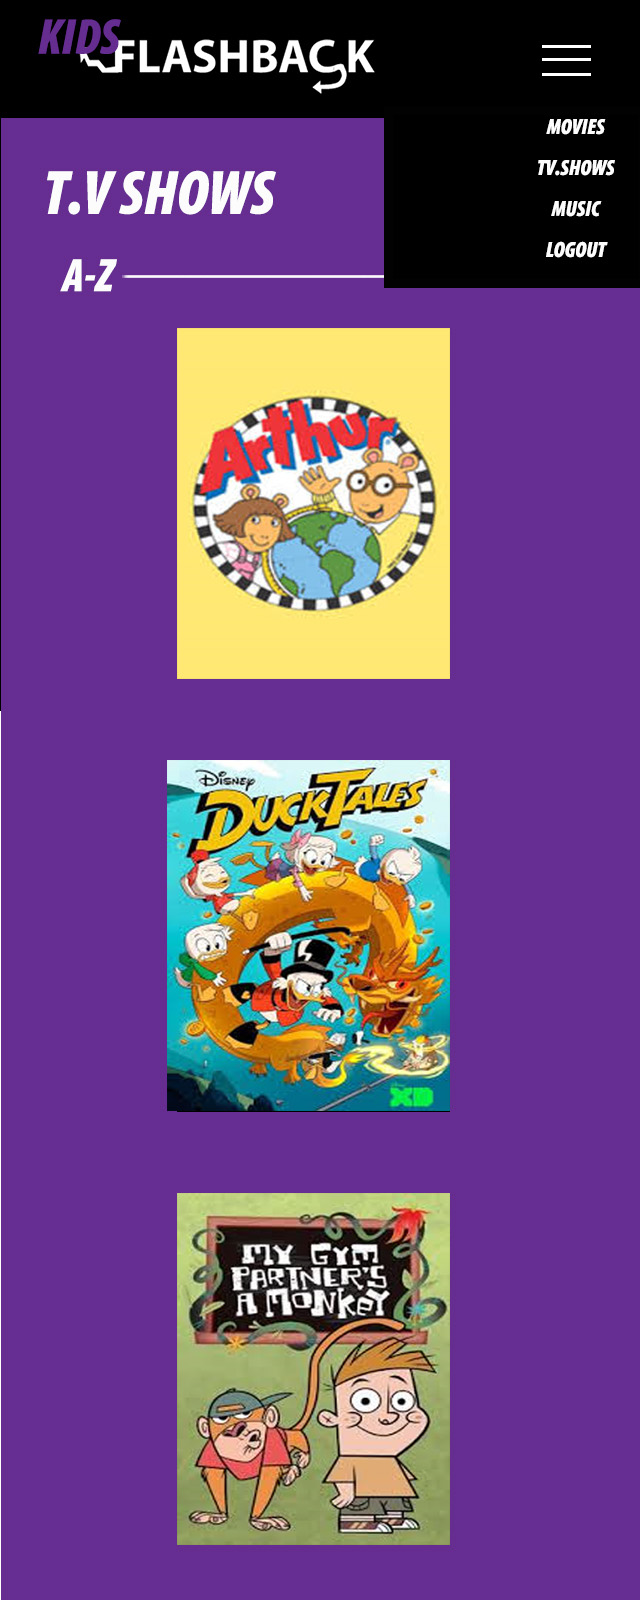 KIDS
FLASHBACK
MOVIES
TV.SHOWS
MUSIC
LOGOUT
T.V SHOWS
A-Z
Arthur
Disney
DUCKTALES
XD
MY GYM
PARTNER'S
A MONKEY